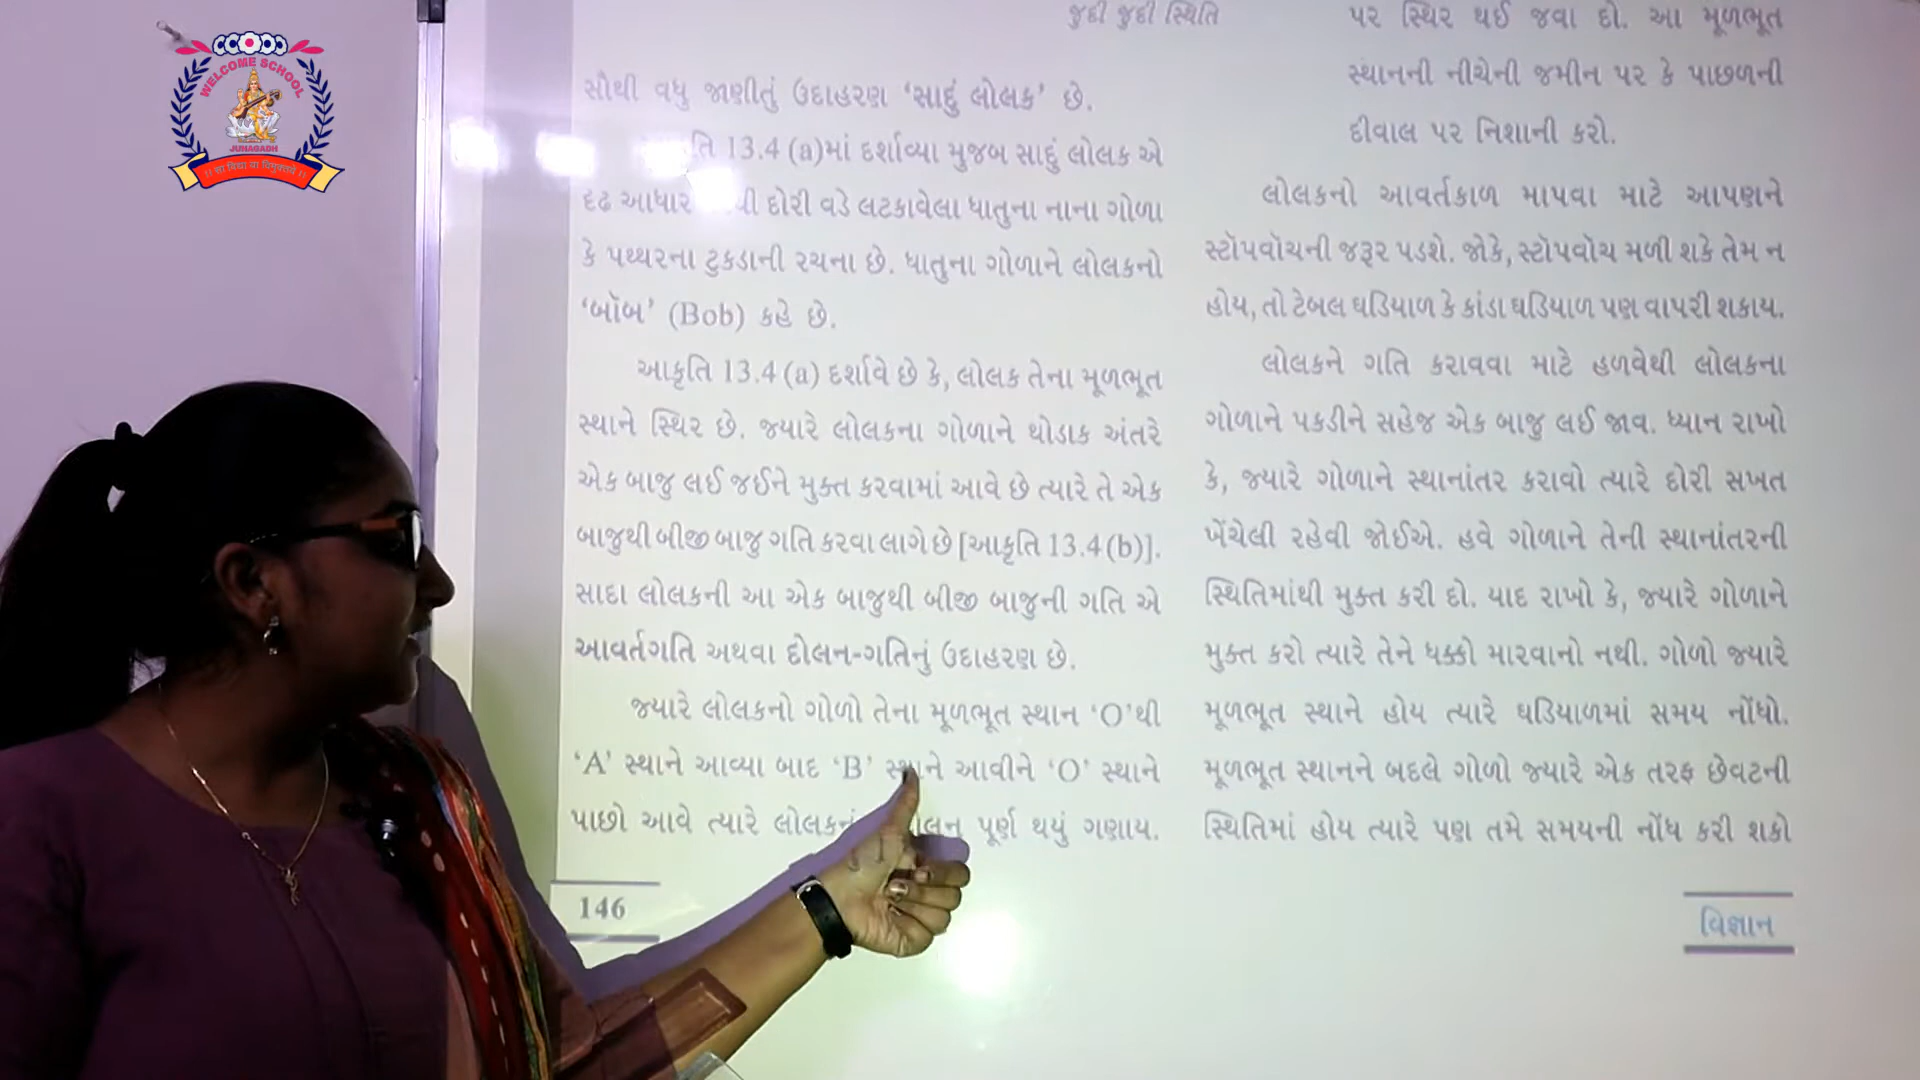 WELCOME SCHOOL
JUNAGADH
॥ सा विद्या या विमुक्तये ॥
જુદી જુદી સ્થિતિ
સૌથી વધુ જાણીતું ઉદાહરણ ‘સાદું લોલક’ છે.
તિ 13.4 (a)માં દર્શાવ્યા મુજબ સાદું લોલક એ
દઢ આધાર દોરી વડે લટકાવેલા ધાતુના નાના ગોળા
કે પથ્થરના ટુકડાની રચના છે. ધાતુના ગોળાને લોલકનો
‘બૉબ’ (Bob) કહે છે.
આકૃતિ 13.4 (a) દર્શાવે છે કે, લોલક તેના મૂળભૂત
સ્થાને સ્થિર છે. જ્યારે લોલકના ગોળાને થોડાક અંતરે
એક બાજુ લઈ જઈને મુક્ત કરવામાં આવે છે ત્યારે તે એક
બાજુથી બીજી બાજુ ગતિ કરવા લાગે છે [આકૃતિ 13.4 (b)].
સાદા લોલકની આ એક બાજુથી બીજી બાજુની ગતિ એ
આવર્તગતિ અથવા દોલન-ગતિનું ઉદાહરણ છે.
જ્યારે લોલકનો ગોળો તેના મૂળભૂત સ્થાન ‘O’થી
‘A’ સ્થાને આવ્યા બાદ ‘B’ સ્થાને આવીને ‘O’ સ્થાને
પાછો આવે ત્યારે લોલકનું લન પૂર્ણ થયું ગણાય.
146
પર સ્થિર થઈ જવા દો. આ મૂળભૂત
સ્થાનની નીચેની જમીન પર કે પાછળની
દીવાલ પર નિશાની કરો.
લોલકનો આવર્તકાળ માપવા માટે આપણને
સ્ટૉપવૉચની જરૂર પડશે. જોકે, સ્ટૉપવૉચ મળી શકે તેમ ન
હોય, તો ટેબલ ઘડિયાળ કે કાંડા ઘડિયાળ પણ વાપરી શકાય.
લોલકને ગતિ કરાવવા માટે હળવેથી લોલકના
ગોળાને પકડીને સહેજ એક બાજુ લઈ જાવ. ધ્યાન રાખો
કે, જ્યારે ગોળાને સ્થાનાંતર કરાવો ત્યારે દોરી સખત
ખેંચેલી રહેવી જોઈએ. હવે ગોળાને તેની સ્થાનાંતરની
સ્થિતિમાંથી મુક્ત કરી દો. યાદ રાખો કે, જ્યારે ગોળાને
મુક્ત કરો ત્યારે તેને ધક્કો મારવાનો નથી. ગોળો જ્યારે
મૂળભૂત સ્થાને હોય ત્યારે ઘડિયાળમાં સમય નોંધો.
મૂળભૂત સ્થાનને બદલે ગોળો જ્યારે એક તરફ છેવટની
સ્થિતિમાં હોય ત્યારે પણ તમે સમયની નોંધ કરી શકો
વિજ્ઞાન